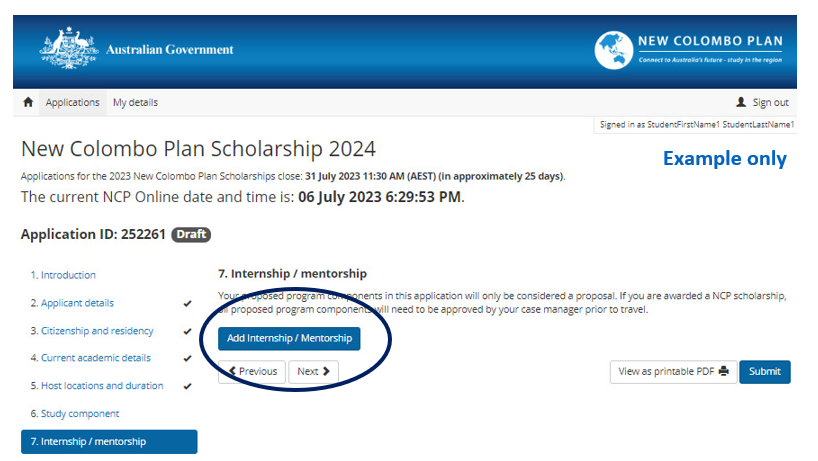 Australian Government
NEW COLOMBO PLAN
Connect to Australia's future - study in the region
Applications My details Sign out
Signed in as StudentFirstName1 StudentLastName1
New Colombo Plan Scholarship 2024
Example only
Applications for the 2023 New Colombo Plan Scholarships close: 31 July 2023 11:30 AM (AEST) (in approximately 25 days).
The current NCP Online date and time is: 06 July 2023 6:29:53 PM.
Application ID: 252261 Draft
1. Introduction
2. Applicant details
3. Citizenship and residency
4. Current academic details
5. Host locations and duration
6. Study component
7. Internship / mentorship
7. Internship / mentorship
Your proposed program components in this application will only be considered a proposal. If you are awarded a NCP scholarship,
all proposed program components will need to be approved by your case manager prior to travel.
Add Internship / Mentorship
Previous Next View as printable PDF Submit